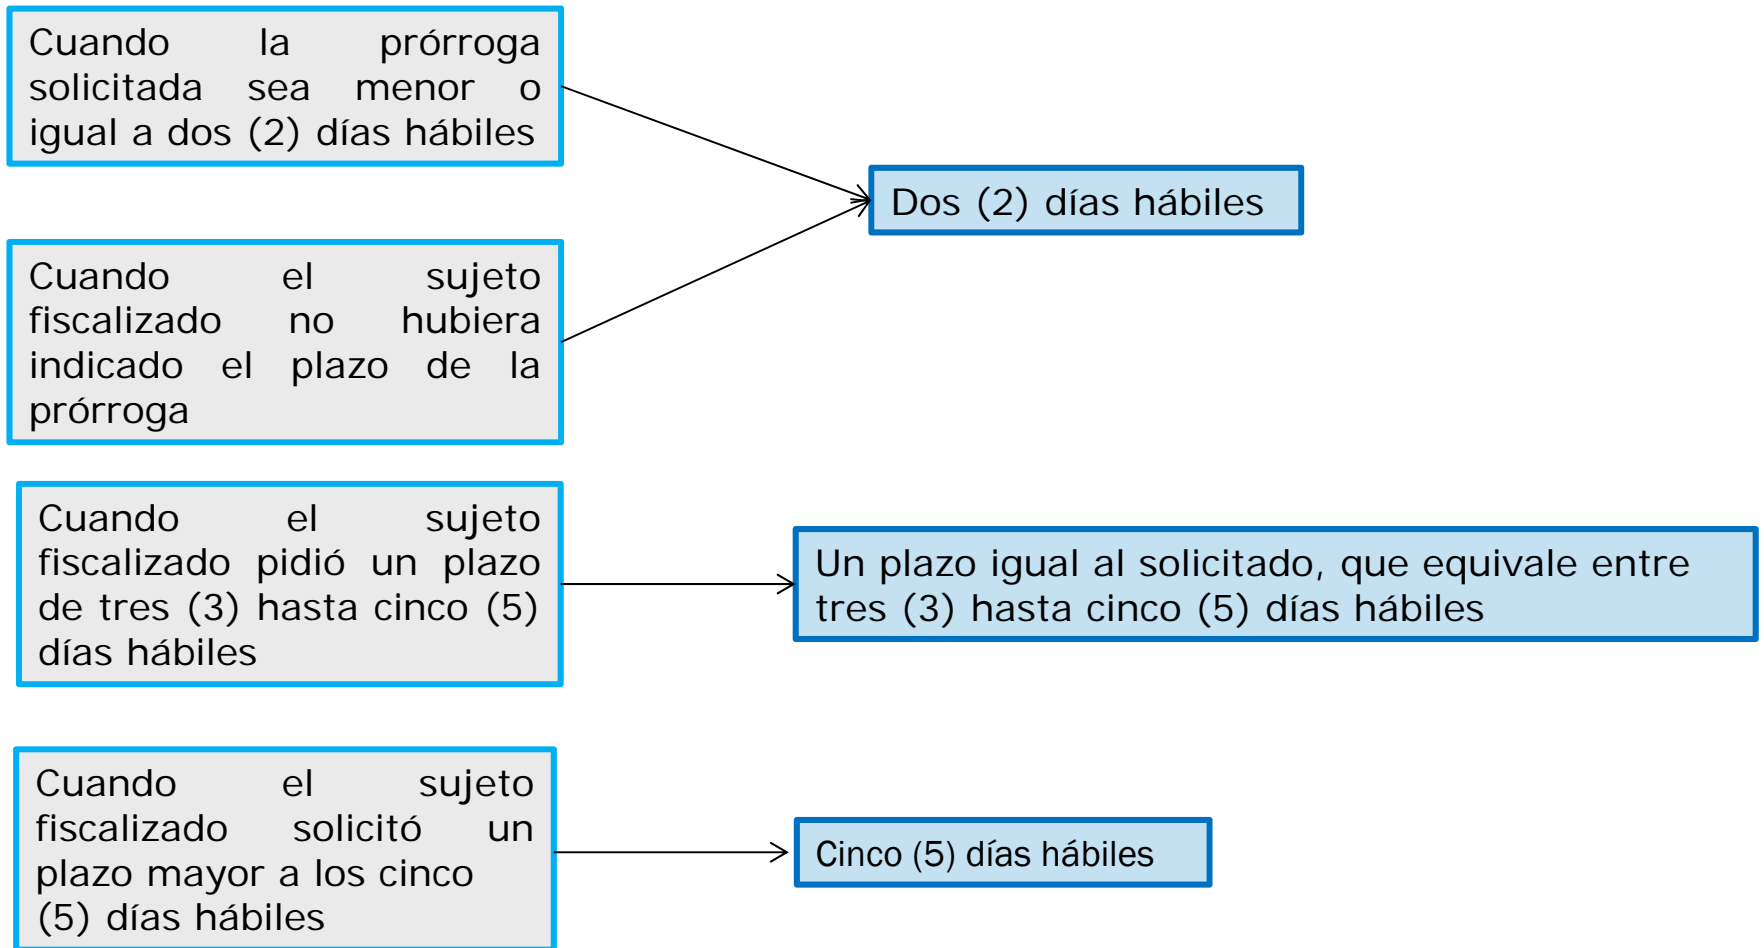 Cuando la prórroga
solicitada sea menor o
igual a dos (2) días hábiles
Dos (2) días hábiles
Cuando el sujeto
fiscalizado no hubiera
indicado el plazo de la
prórroga
Cuando el sujeto
fiscalizado pidió un plazo
de tres (3) hasta cinco (5)
días hábiles
Un plazo igual al solicitado, que equivale entre
tres (3) hasta cinco (5) días hábiles
Cuando el sujeto
fiscalizado solicitó un
plazo mayor a los cinco
(5) días hábiles
Cinco (5) días hábiles